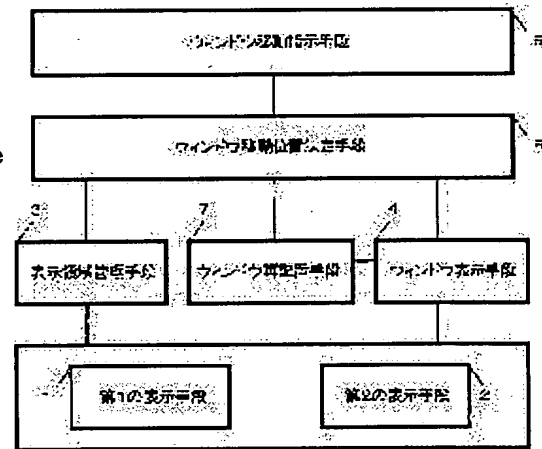 ウィンドウ移動指示手段
ウィンドウ移動位置決定手段
3
7
4
表示領域管理手段
ウィンドウ再配置手段
ウィンドウ表示手段
第1の表示手段
第2の表示手段
2